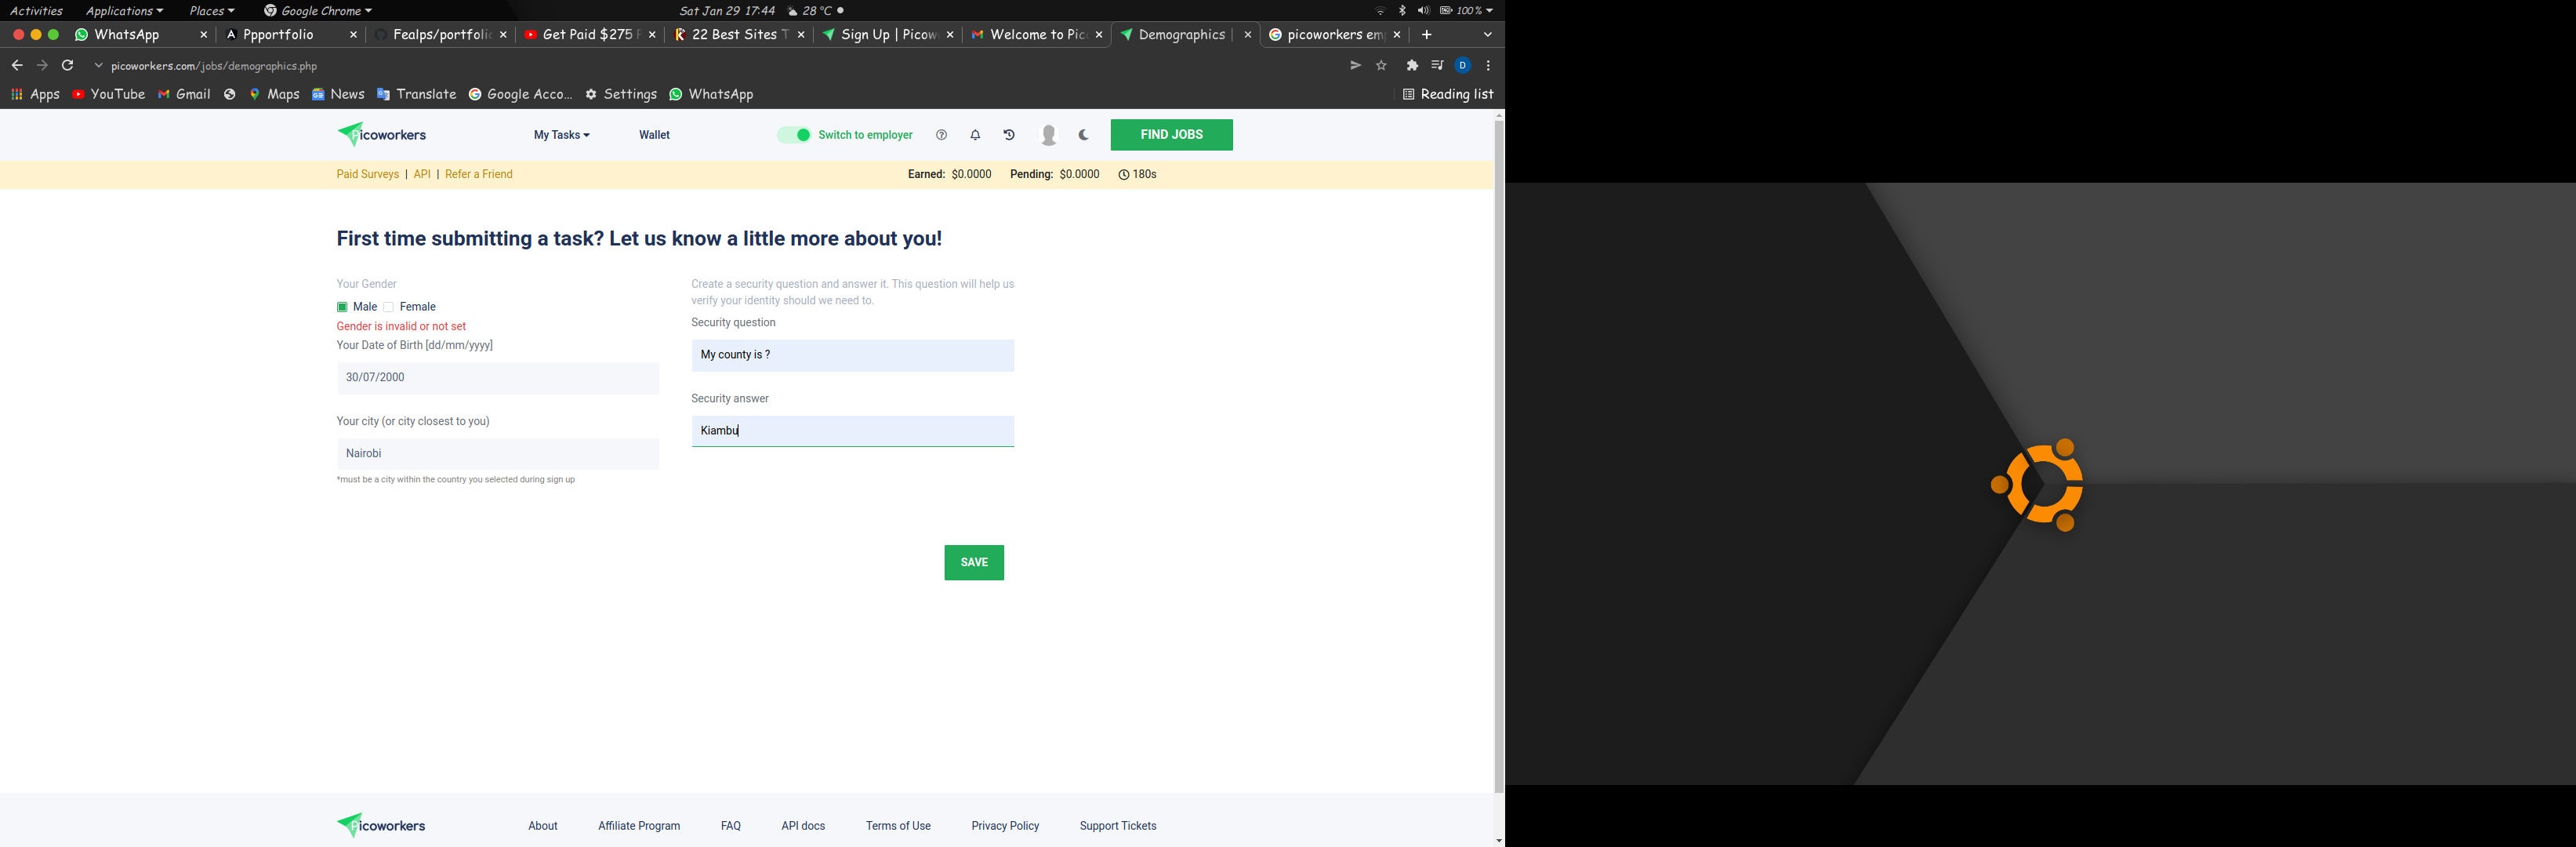 Activities Applications Places Google Chrome Sat Jan 29 17:44 28 °C 100 %
WhatsApp Ppportfolio Fealps/portfolio Get Paid $275 22 Best Sites T Sign Up | Picow Welcome to Pico Demographics | picoworkers em
picoworkers.com/jobs/demographics.php D
Apps YouTube Gmail Maps News Translate Google Acco... Settings WhatsApp Reading list
Picoworkers My Tasks Wallet Switch to employer FIND JOBS
Paid Surveys | API | Refer a Friend Earned: $0.0000 Pending: $0.0000 180s
First time submitting a task? Let us know a little more about you!
Your Gender
Male Female
Gender is invalid or not set
Your Date of Birth [dd/mm/yyyy]
30/07/2000
Your city (or city closest to you)
Nairobi
*must be a city within the country you selected during sign up
Create a security question and answer it. This question will help us
verify your identity should we need to.
Security question
My county is ?
Security answer
Kiambu
SAVE
Picoworkers About Affiliate Program FAQ API docs Terms of Use Privacy Policy Support Tickets